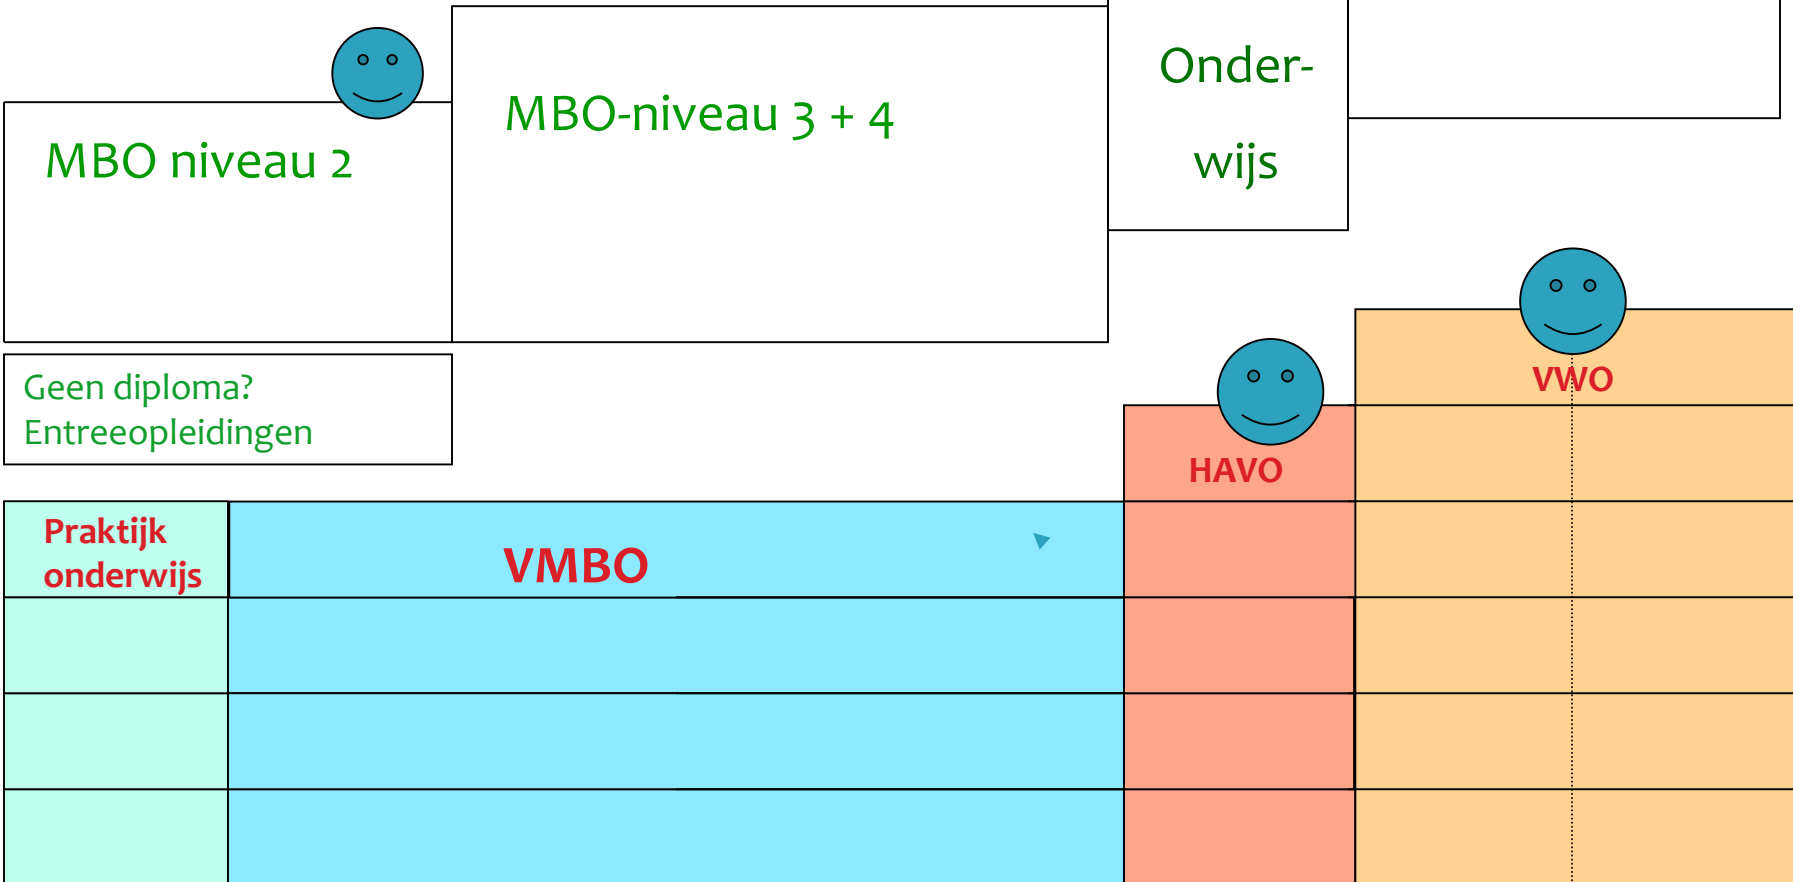 MBO niveau 2
MBO-niveau 3 + 4
Onder-
wijs
Geen diploma?
Entreeopleidingen
VWO
HAVO
Praktijk
onderwijs
VMBO